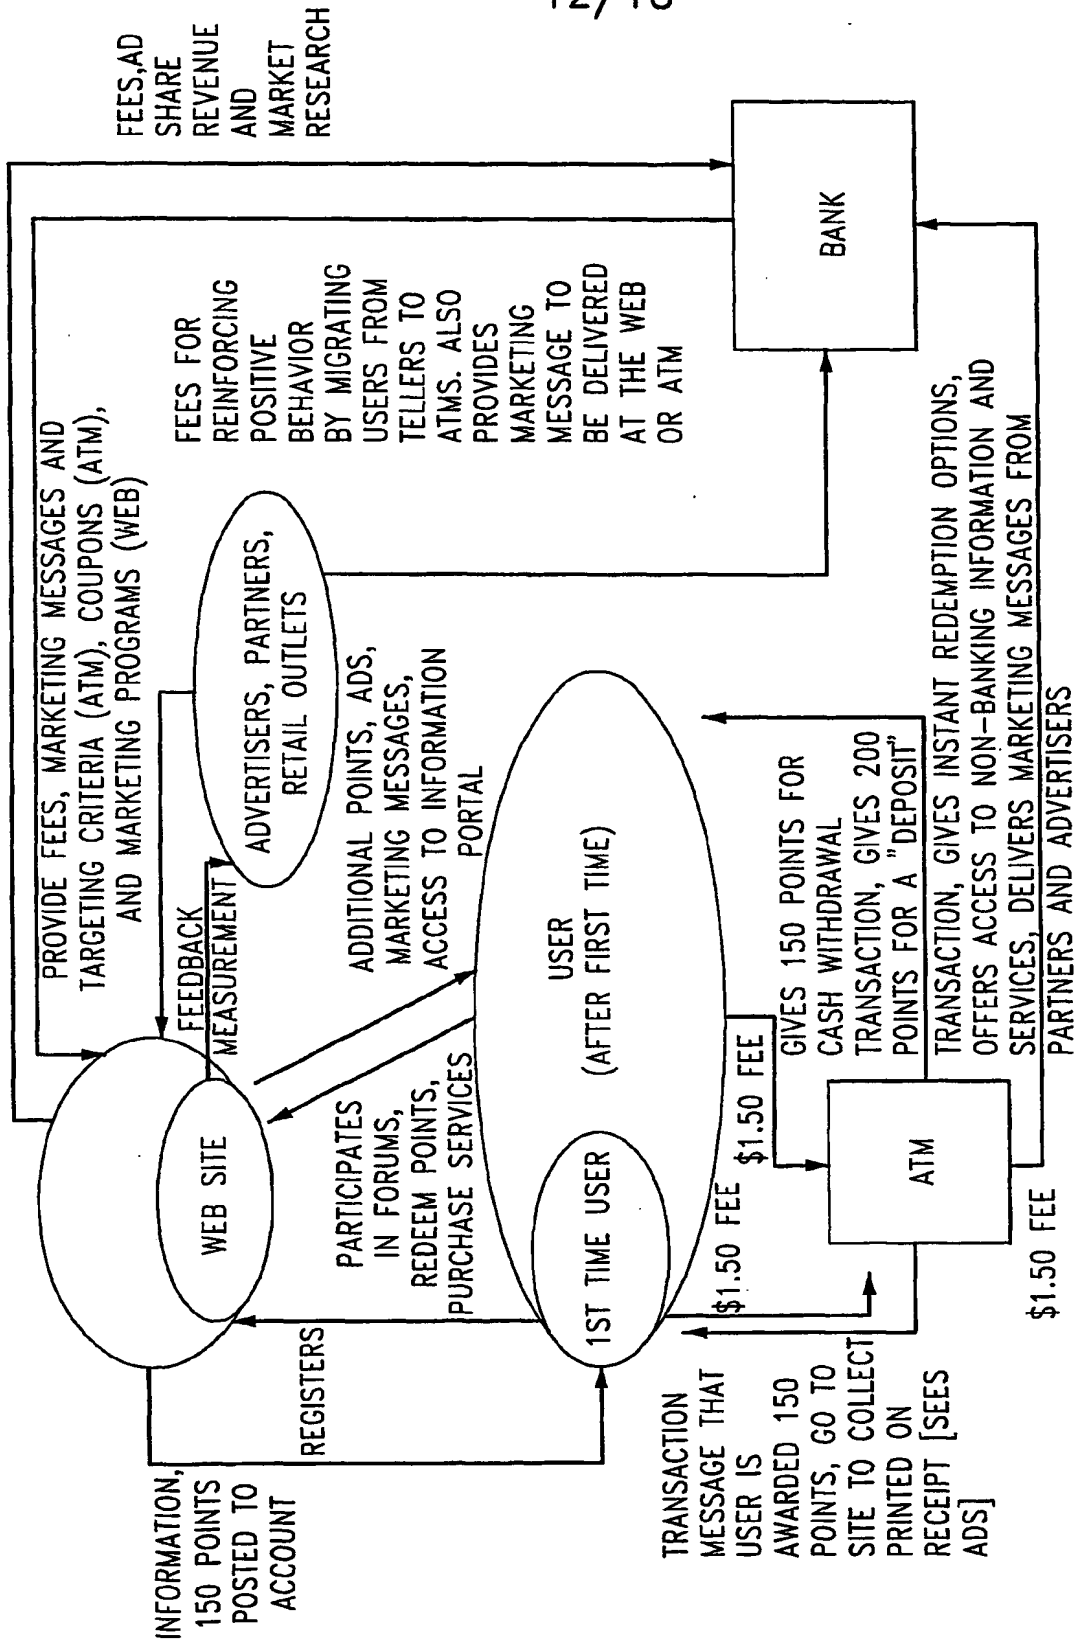 FEES,AD
SHARE
REVENUE
AND
MARKET
RESEARCH
PROVIDE FEES, MARKETING MESSAGES AND
TARGETING CRITERIA (ATM), COUPONS (ATM),
AND MARKETING PROGRAMS (WEB)
FEES FOR
REINFORCING
POSITIVE
BEHAVIOR
BY MIGRATING
USERS FROM
TELLERS TO
ATMS. ALSO
PROVIDES
MARKETING
MESSAGE TO
BE DELIVERED
AT THE WEB
OR ATM
BANK
ADVERTISERS, PARTNERS,
RETAIL OUTLETS
FEEDBACK
MEASUREMENT
WEB SITE
ADDITIONAL POINTS, ADS,
MARKETING MESSAGES,
ACCESS TO INFORMATION
PORTAL
PARTICIPATES
IN FORUMS,
REDEEM POINTS,
PURCHASE SERVICES
INFORMATION,
150 POINTS
POSTED TO
ACCOUNT
REGISTERS
USER
(AFTER FIRST TIME)
1ST TIME USER
$1.50 FEE
$1.50 FEE
GIVES 150 POINTS FOR
CASH WITHDRAWAL
TRANSACTION, GIVES 200
POINTS FOR A "DEPOSIT"
TRANSACTION, GIVES INSTANT REDEMPTION OPTIONS,
OFFERS ACCESS TO NON-BANKING INFORMATION AND
SERVICES, DELIVERS MARKETING MESSAGES FROM
PARTNERS AND ADVERTISERS
ATM
$1.50 FEE
TRANSACTION
MESSAGE THAT
USER IS
AWARDED 150
POINTS, GO TO
SITE TO COLLECT
PRINTED ON
RECEIPT [SEES
ADS]